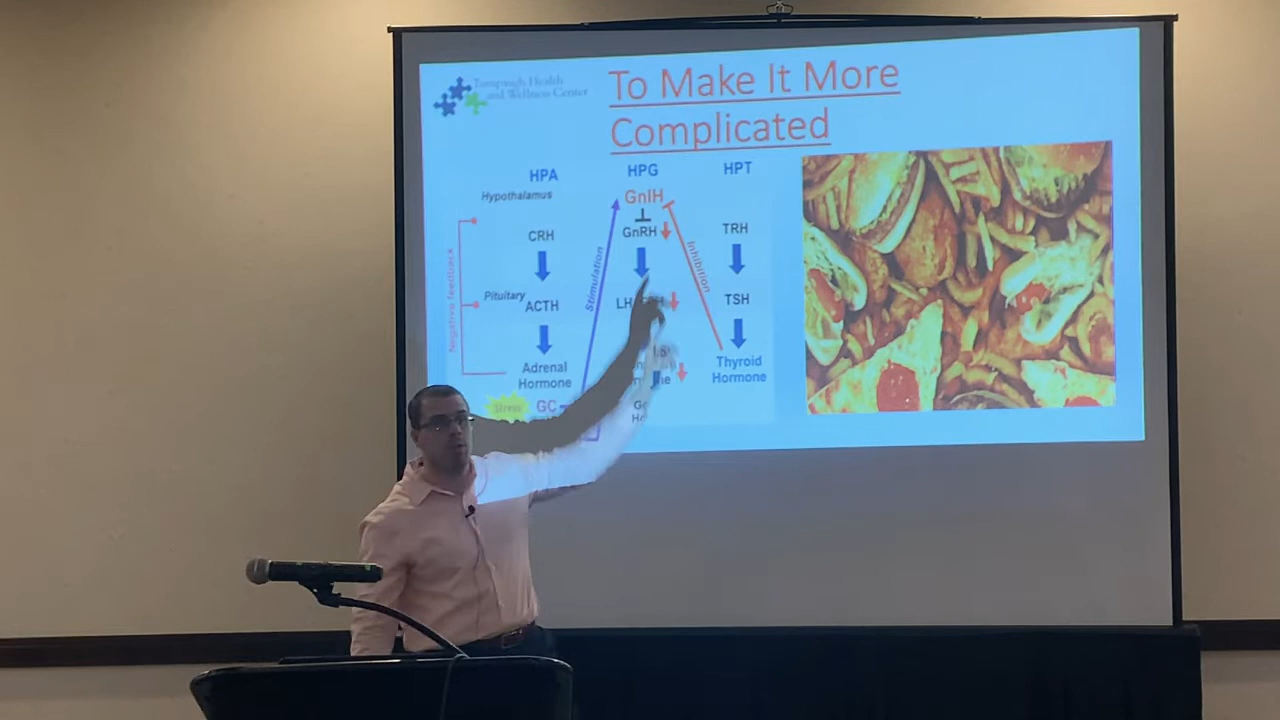 Health
and Wellness Center
To Make It More
Complicated
HPA
HPG
HPT
Hypothalamus
GnIH
CRH
GnRH
TRH
Stimulation
Inhibition
Negative feedback
Pituitary
ACTH
LH
TSH
Adrenal
Hormone
Thyroid
Hormone
Stress
GC